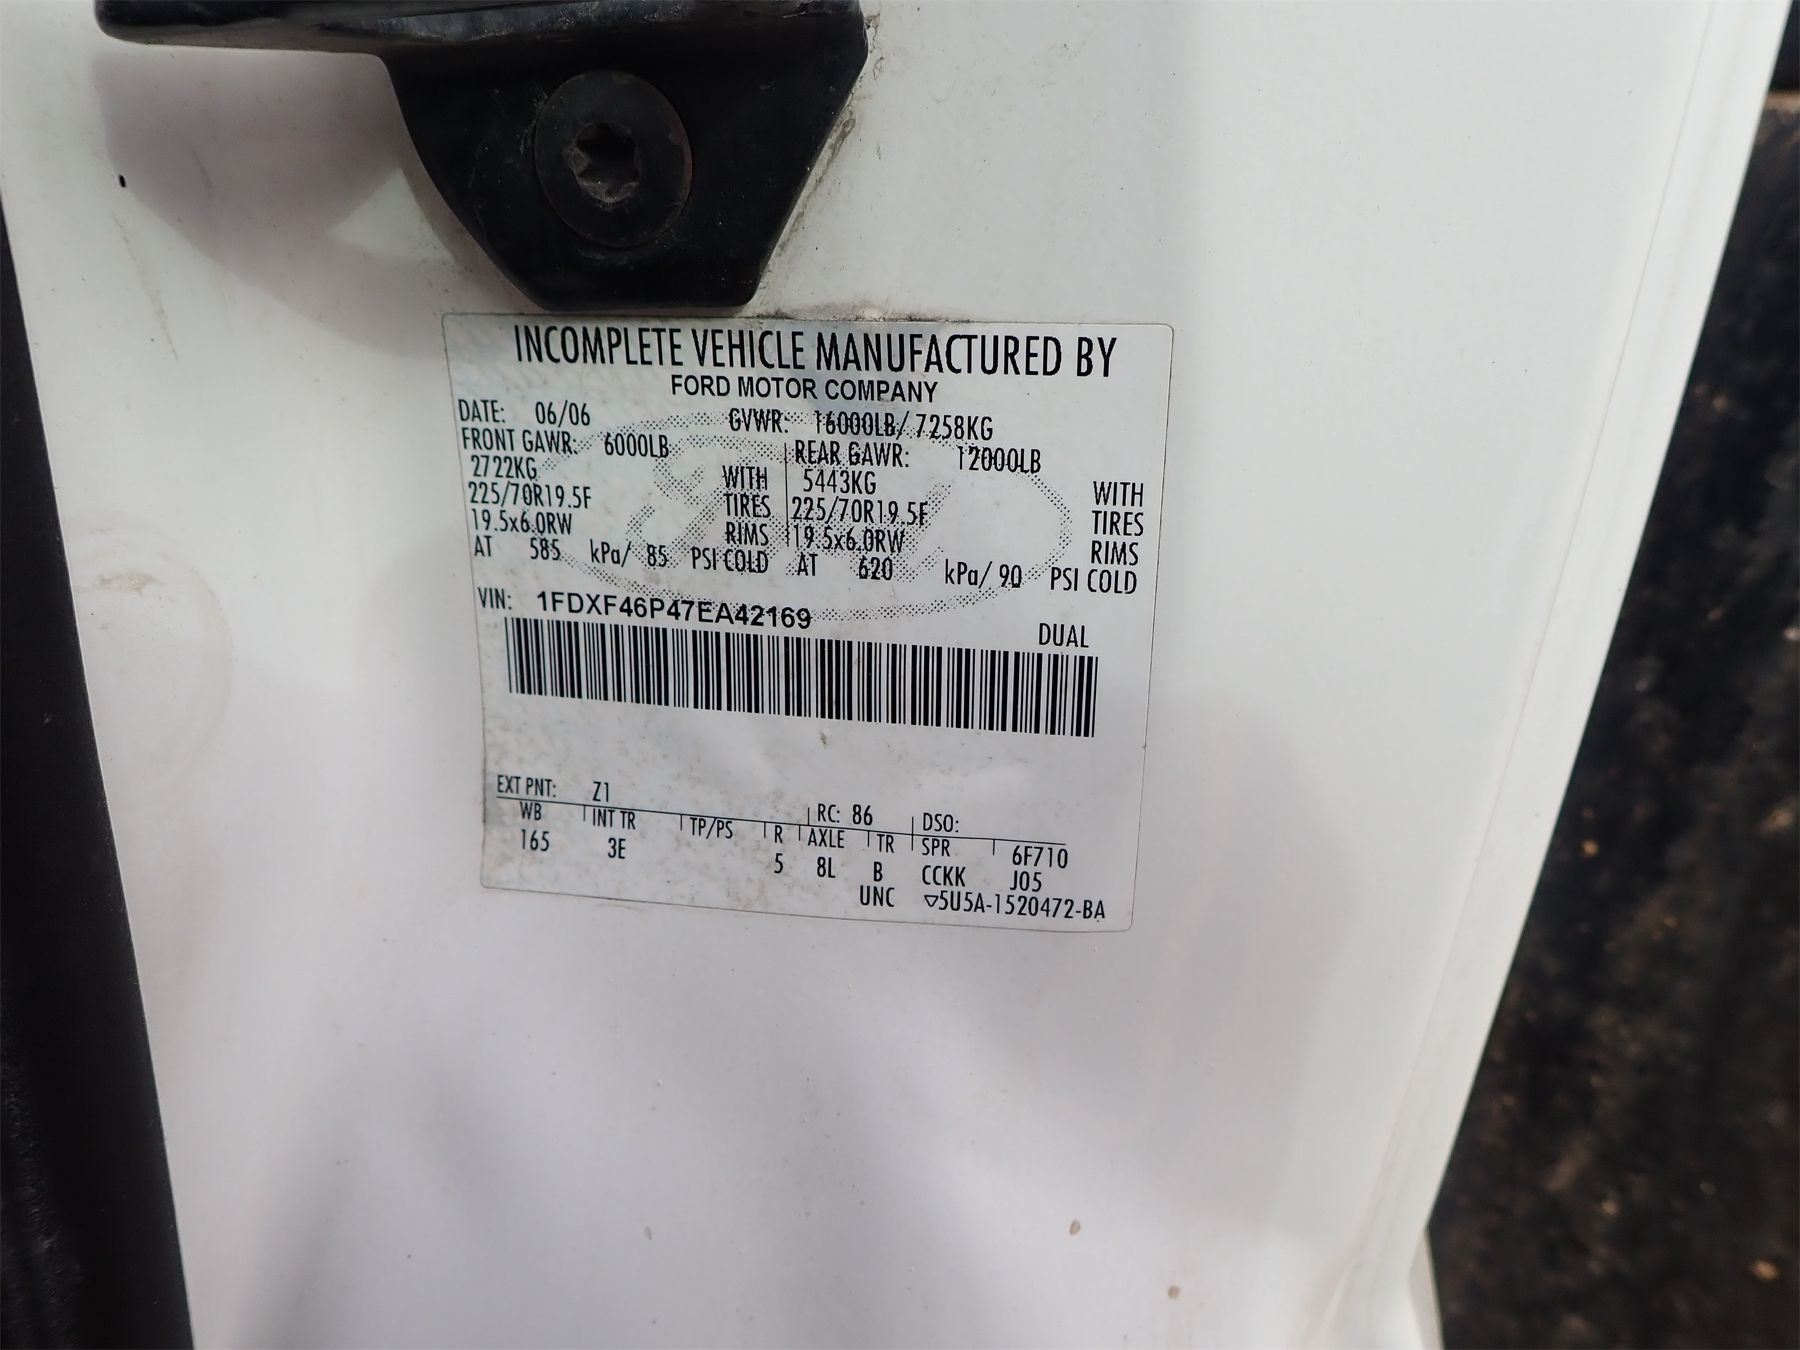 INCOMPLETE VEHICLE MANUFACTURED BY
FORD MOTOR COMPANY
DATE: 06/06 GVWR: 16000LB/ 7258KG
FRONT GAWR: 6000LB REAR GAWR: 12000LB
2722KG WITH 5443KG WITH
225/70R19.5F TIRES 225/70R19.5F TIRES
19.5x6.0RW RIMS 19.5x6.0RW RIMS
AT 585 kPa/ 85 PSI COLD AT 620 kPa/ 90 PSI COLD
VIN: 1FDXF46P47EA42169
DUAL
EXT PNT: Z1 RC: 86 DSO:
WB INT TR TP/PS R AXLE TR SPR 6F710
165 3E 5 8L B CCKK J05
UNC ▽5U5A-1520472-BA